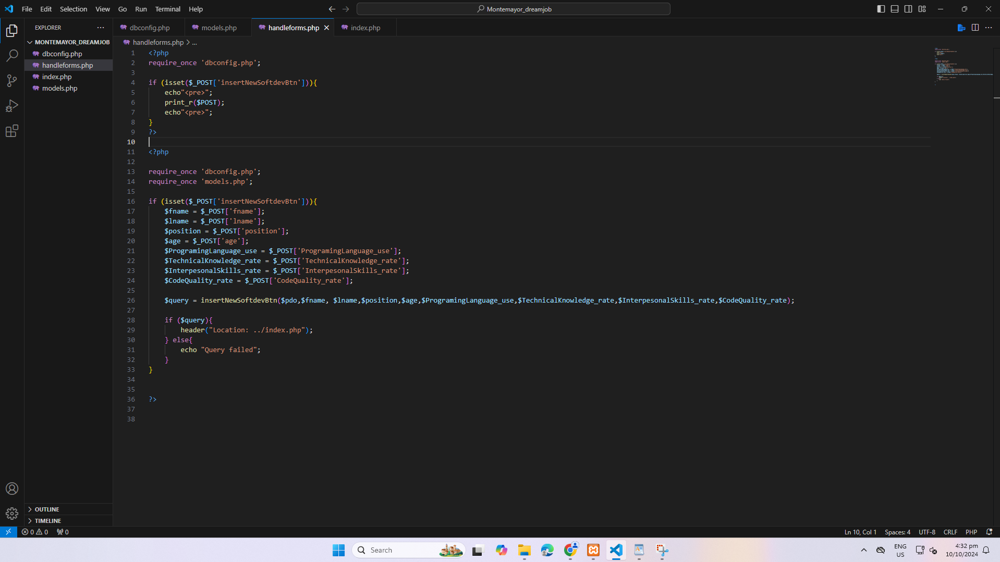 File Edit Selection View Go Run Terminal Help
Montemayor_dreamjob
EXPLORER
dbconfig.php models.php handleforms.php index.php
MONTEMAYOR_DREAMJOB
dbconfig.php
handleforms.php
index.php
models.php
handleforms.php > ...
1 <?php
2 require_once 'dbconfig.php';
3
4 if (isset($_POST['insertNewSoftdevBtn'])){
5 echo"<pre>";
6 print_r($POST);
7 echo"<pre>";
8 }
9 ?>
10
11 <?php
12
13 require_once 'dbconfig.php';
14 require_once 'models.php';
15
16 if (isset($_POST['insertNewSoftdevBtn'])){
17 $fname = $_POST['fname'];
18 $lname = $_POST['lname'];
19 $position = $_POST['position'];
20 $age = $_POST['age'];
21 $ProgramingLanguage_use = $_POST['ProgramingLanguage_use'];
22 $TechnicalKnowledge_rate = $_POST['TechnicalKnowledge_rate'];
23 $InterpesonalSkills_rate = $_POST['InterpesonalSkills_rate'];
24 $CodeQuality_rate = $_POST['CodeQuality_rate'];
25
26 $query = insertNewSoftdevBtn($pdo,$fname, $lname,$position,$age,$ProgramingLanguage_use,$TechnicalKnowledge_rate,$InterpesonalSkills_rate,$CodeQuality_rate);
27
28 if ($query){
29 header("Location: ../index.php");
30 } else{
31 echo "Query failed";
32 }
33 }
34
35
36 ?>
37
38
OUTLINE
TIMELINE
0 0 0
Ln 10, Col 1 Spaces: 4 UTF-8 CRLF PHP
Search
ENG
US
4:32 pm
10/10/2024